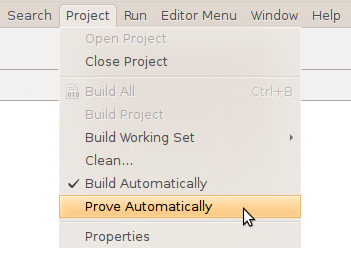 Search Project Run Editor Menu Window Help
Open Project
Close Project
010
Build All Ctrl+B
Build Project
Build Working Set
Clean...
Build Automatically
Prove Automatically
Properties